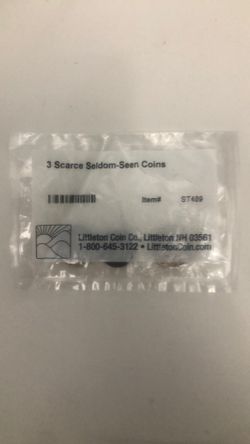 3 Scarce Seldom-Seen Coins
Item# ST489
Littleton Coin Co., Littleton NH 03561
1-800-645-3122 • LittletonCoin.com